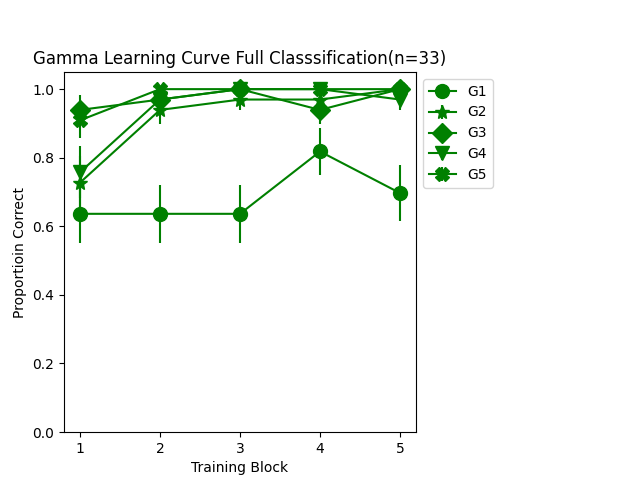 Gamma Learning Curve Full Classsification(n=33)
1.0
0.8
0.6
0.4
0.2
0.0
Proportioin Correct
1 2 3 4 5
Training Block
G1
G2
G3
G4
G5